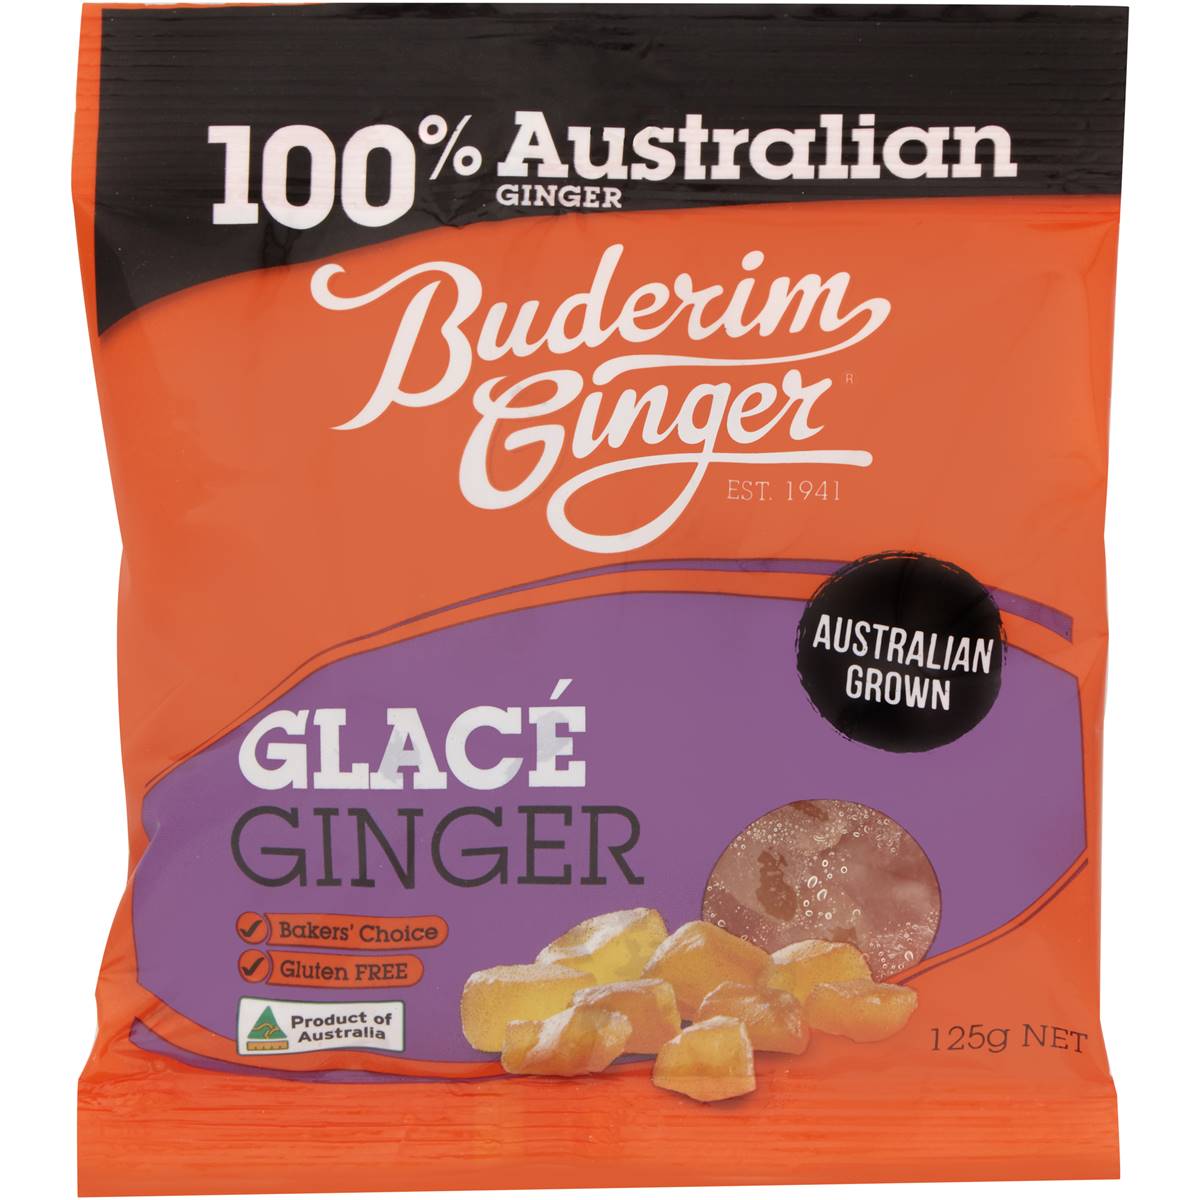 100% Australian
GINGER
Buderim
Ginger®
EST. 1941
AUSTRALIAN
GROWN
GLACÉ
GINGER
Bakers' Choice
Gluten FREE
Product of
Australia
125g NET